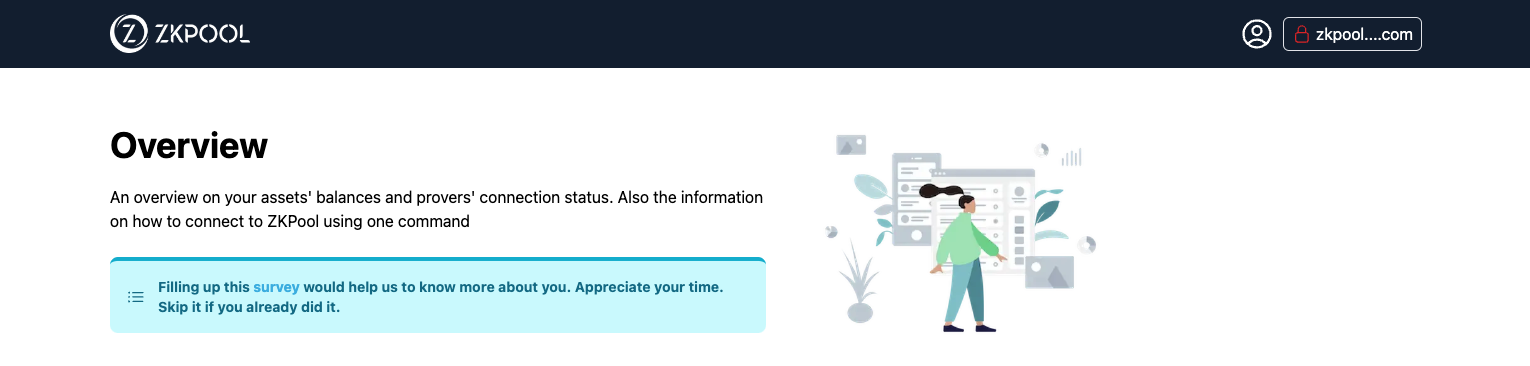 ZKPOOL
zkpool....com
Overview
An overview on your assets' balances and provers' connection status. Also the information
on how to connect to ZKPool using one command
Filling up this survey would help us to know more about you. Appreciate your time.
Skip it if you already did it.